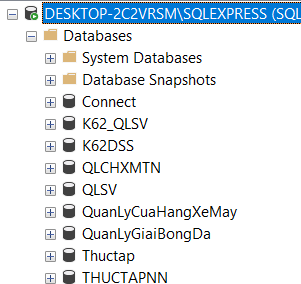 DESKTOP-2C2VRSM\SQLEXPRESS (SQL
Databases
System Databases
Database Snapshots
Connect
K62_QLSV
K62DSS
QLCHXMTN
QLSV
QuanLyCuaHangXeMay
QuanLyGiaiBongDa
Thuctap
THUCTAPNN